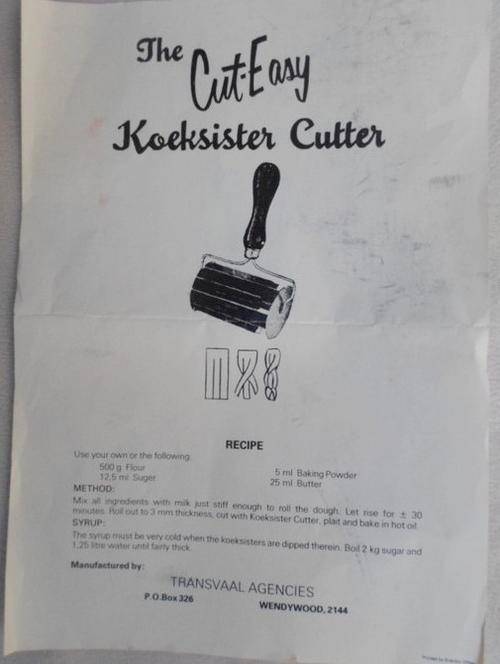 The Cut-Easy
Koeksister Cutter
RECIPE
Use your own or the following:
500 g Flour
5 ml Baking Powder
12,5 ml Suger
25 ml Butter
METHOD:
Mix all ingredients with milk just stiff enough to roll the dough. Let rise for ± 30
minutes. Roll out to 3 mm thickness, cut with Koeksister Cutter, plait and bake in hot oil.
SYRUP:
The syrup must be very cold when the koeksisters are dipped therein. Boil 2 kg sugar and
1,25 litre water until fairly thick.
Manufactured by:
TRANSVAAL AGENCIES
P.O.Box 326
WENDYWOOD, 2144